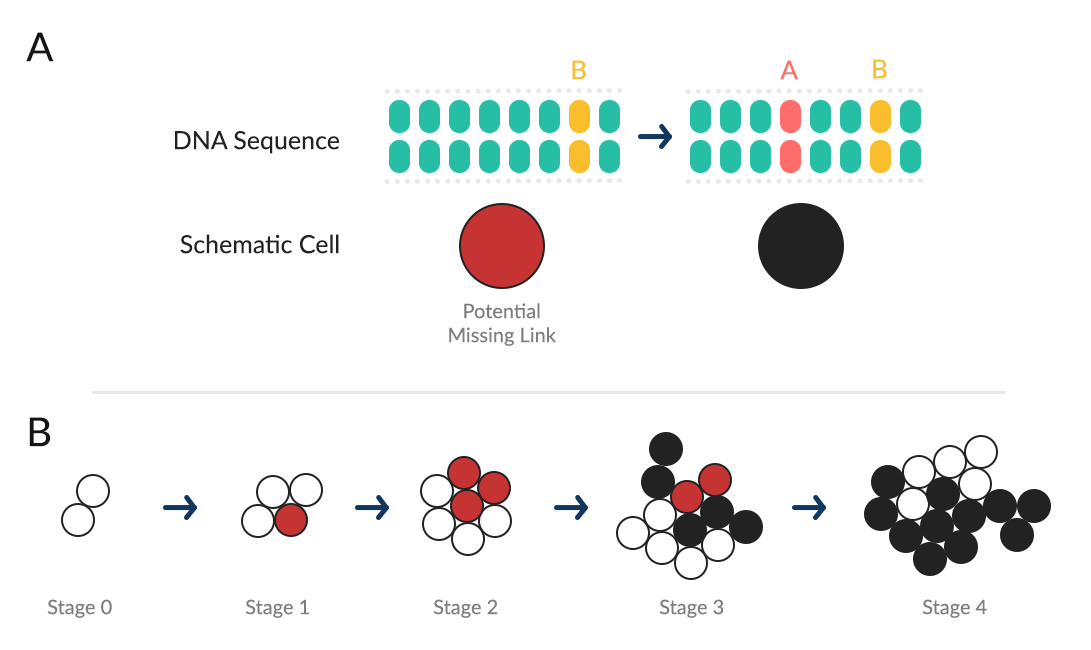 A
B
A
B
DNA Sequence
Schematic Cell
Potential
Missing Link
B
Stage 0
Stage 1
Stage 2
Stage 3
Stage 4